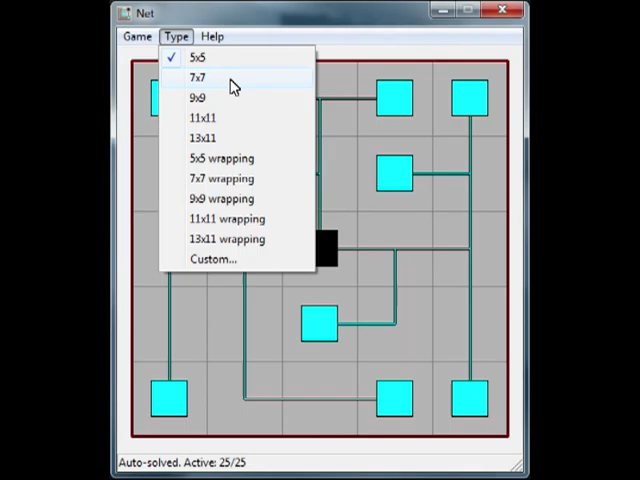 Net
Game Type Help
5x5
7x7
9x9
11x11
13x11
5x5 wrapping
7x7 wrapping
9x9 wrapping
11x11 wrapping
13x11 wrapping
Custom...
Auto-solved. Active: 25/25